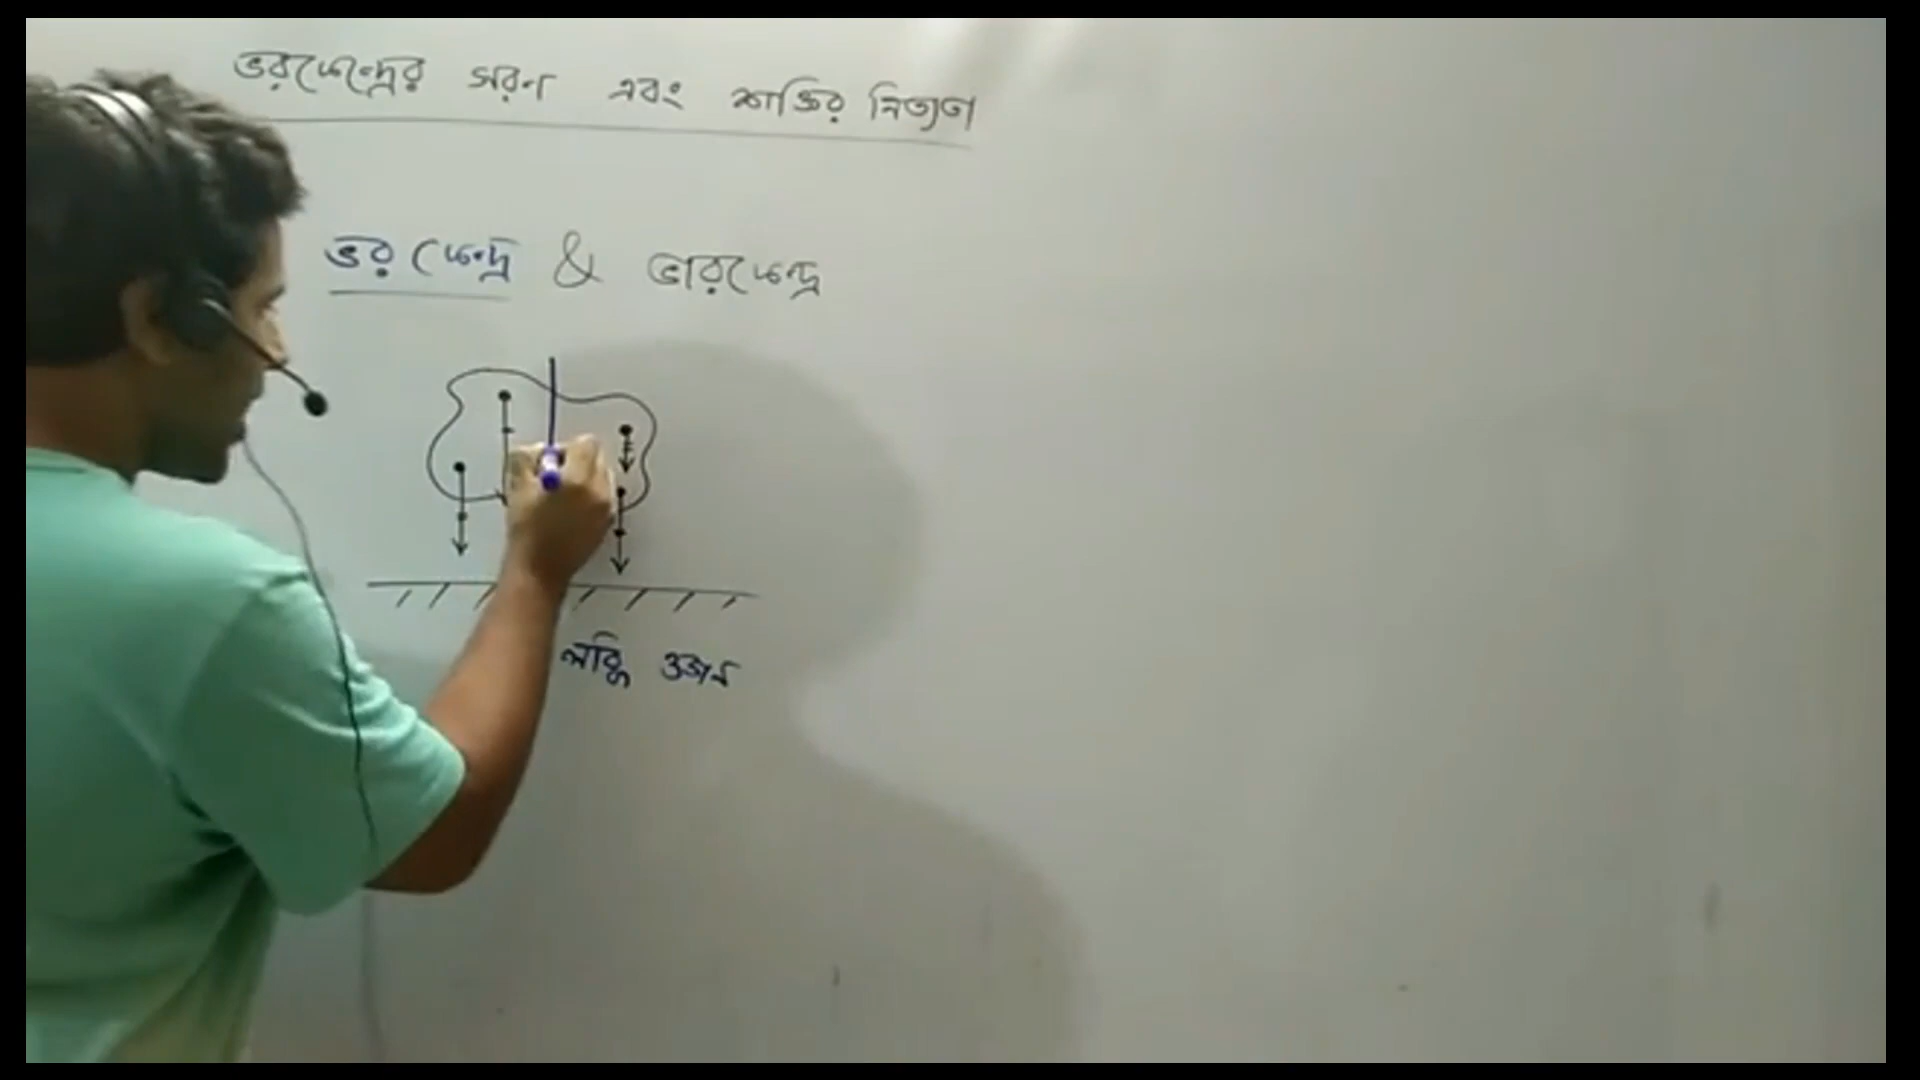 ভরকেন্দ্রের সরণ এবং শক্তির নিত্যতা
ভরকেন্দ্র & ভারকেন্দ্র
লব্ধি ওজন